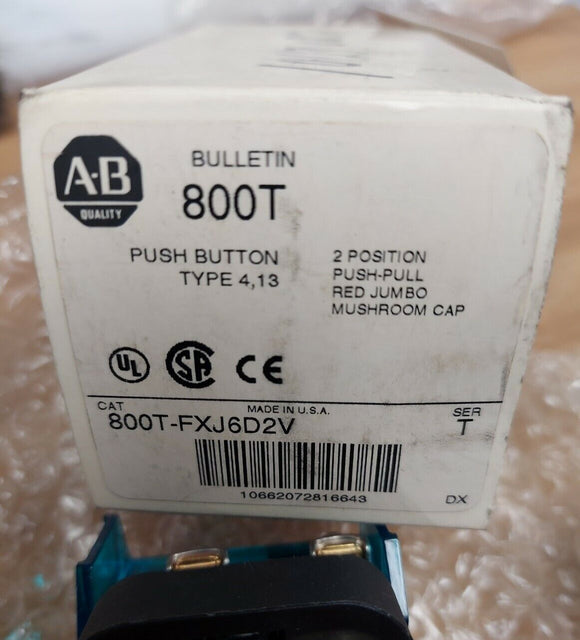 A-B
QUALITY
BULLETIN
800T
PUSH BUTTON
TYPE 4,13
2 POSITION
PUSH-PULL
RED JUMBO
MUSHROOM CAP
UL
SA
CE
CAT
MADE IN U.S.A.
SER
800T-FXJ6D2V
T
10662072816643
DX